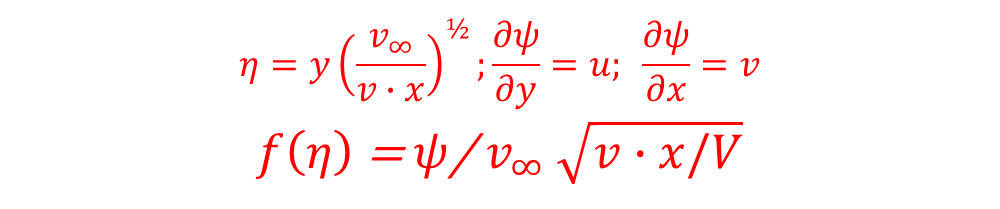 η = y (v∞ / v · x)^½ ; ∂ψ/∂y = u; ∂ψ/∂x = v
f(η) = ψ/v∞ √(v · x/V)